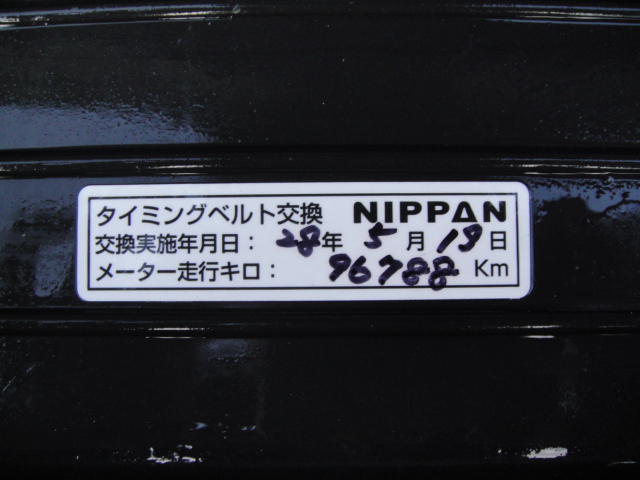 タイミングベルト交換 NIPPAN
交換実施年月日：28年 5月 19日
メーター走行キロ： 96788 Km